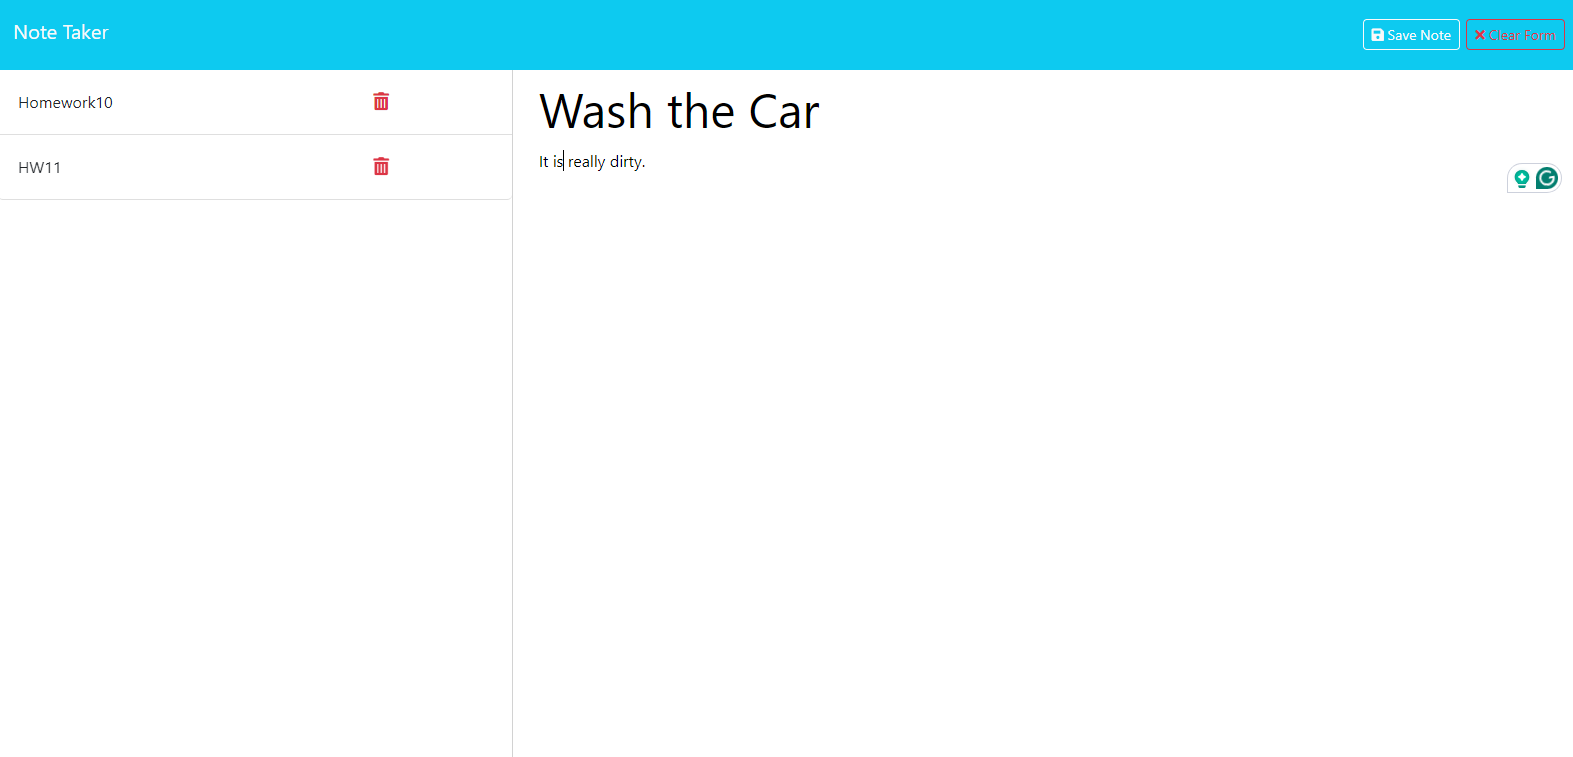 Note Taker
Save Note
Clear Form
Homework10
HW11
Wash the Car
It is really dirty.